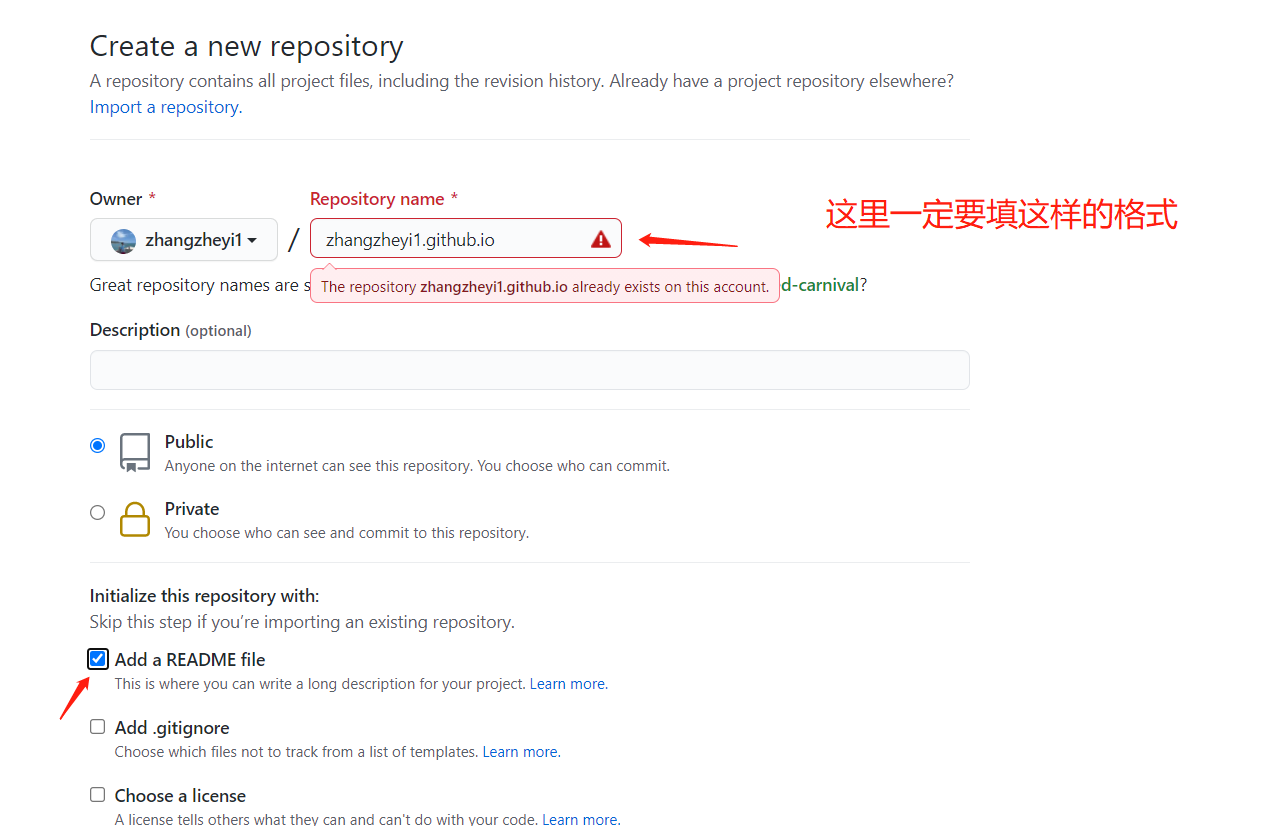 Create a new repository
A repository contains all project files, including the revision history. Already have a project repository elsewhere?
Import a repository.
Owner *
Repository name *
这里一定要填这样的格式
zhangzheyi1
/
zhangzheyi1.github.io
Great repository names are s
The repository zhangzheyi1.github.io already exists on this account.
d-carnival?
Description (optional)
Public
Anyone on the internet can see this repository. You choose who can commit.
Private
You choose who can see and commit to this repository.
Initialize this repository with:
Skip this step if you’re importing an existing repository.
Add a README file
This is where you can write a long description for your project. Learn more.
Add .gitignore
Choose which files not to track from a list of templates. Learn more.
Choose a license
A license tells others what they can and can't do with your code. Learn more.